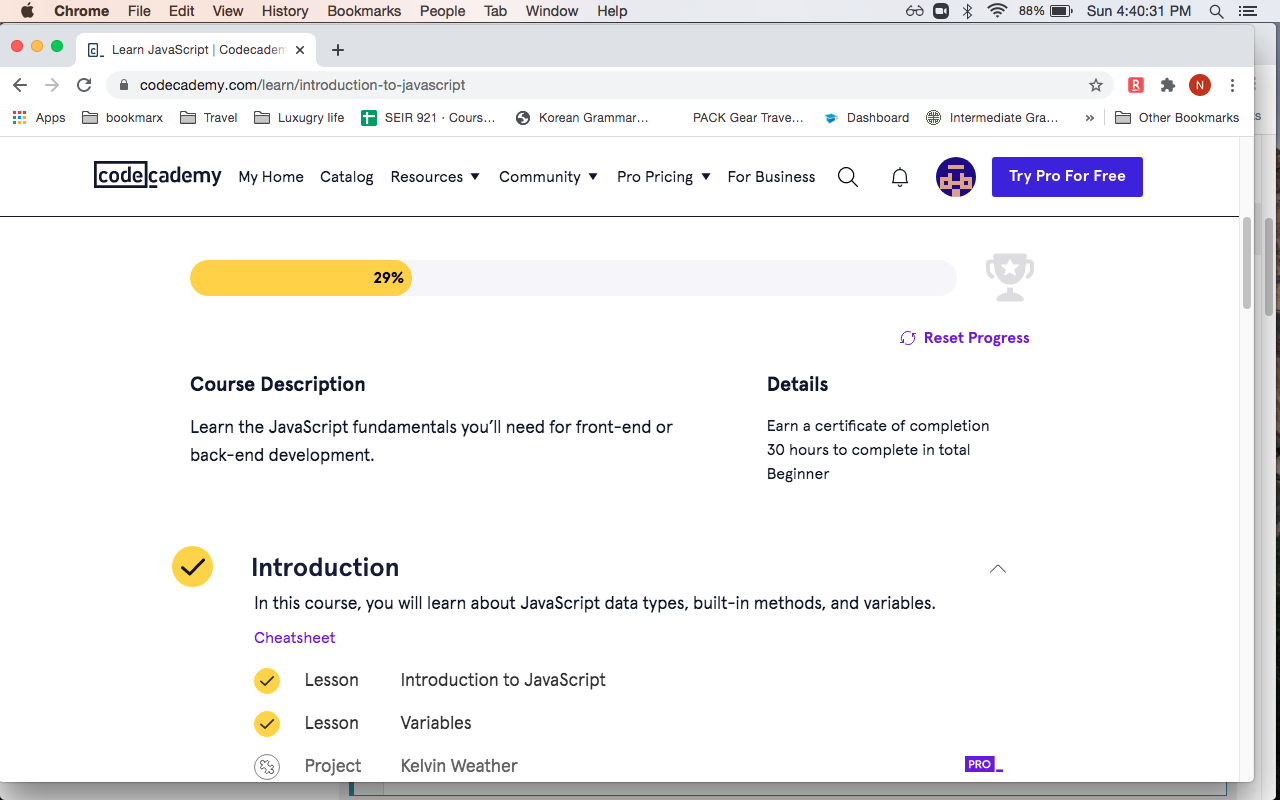 Chrome File Edit View History Bookmarks People Tab Window Help 88% Sun 4:40:31 PM
C_ Learn JavaScript | Codecadem
codecademy.com/learn/introduction-to-javascript R N
Apps bookmarx Travel Luxugry life SEIR 921 · Cours... Korean Grammar... PACK Gear Trave... Dashboard Intermediate Gra... » Other Bookmarks
codecademy My Home Catalog Resources Community Pro Pricing For Business Try Pro For Free
29%
Reset Progress
Course Description
Learn the JavaScript fundamentals you’ll need for front-end or
back-end development.
Details
Earn a certificate of completion
30 hours to complete in total
Beginner
Introduction
In this course, you will learn about JavaScript data types, built-in methods, and variables.
Cheatsheet
Lesson Introduction to JavaScript
Lesson Variables
Project Kelvin Weather PRO_